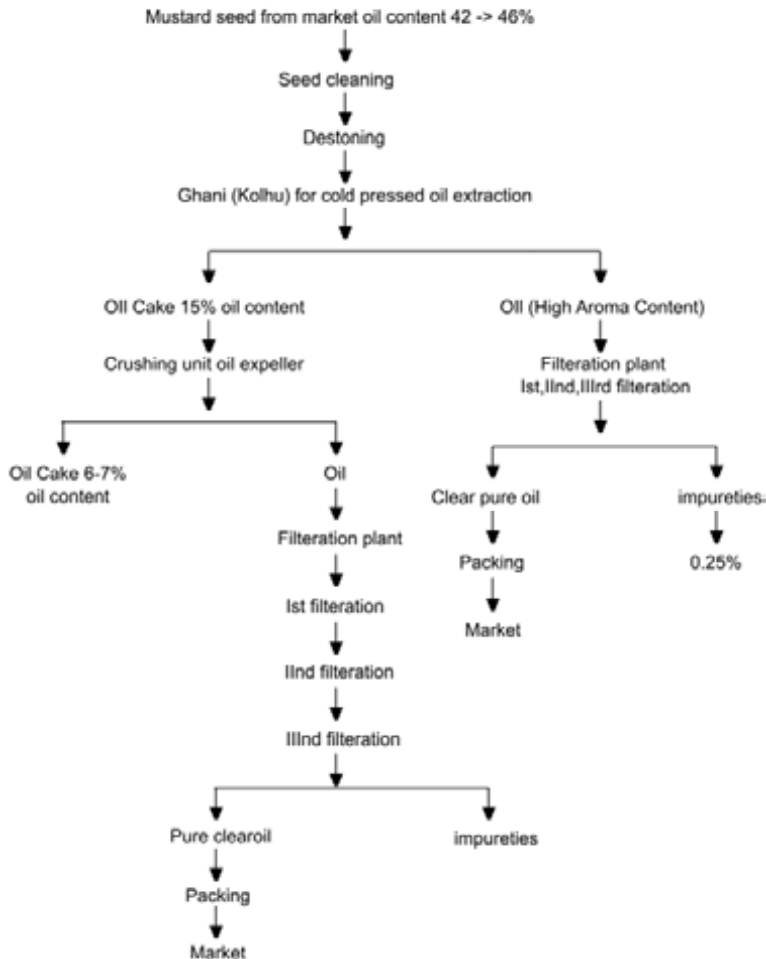 Mustard seed from market oil content 42 -> 46%
Seed cleaning
Destoning
Ghani (Kolhu) for cold pressed oil extraction
OIl Cake 15% oil content
OIl (High Aroma Content)
Crushing unit oil expeller
Filteration plant
Ist,IInd,IIIrd filteration
Oil Cake 6-7%
oil content
Oil
Clear pure oil
impureties
Filteration plant
Packing
0.25%
Ist filteration
Market
IInd filteration
IIInd filteration
Pure clearoil
impureties
Packing
Market